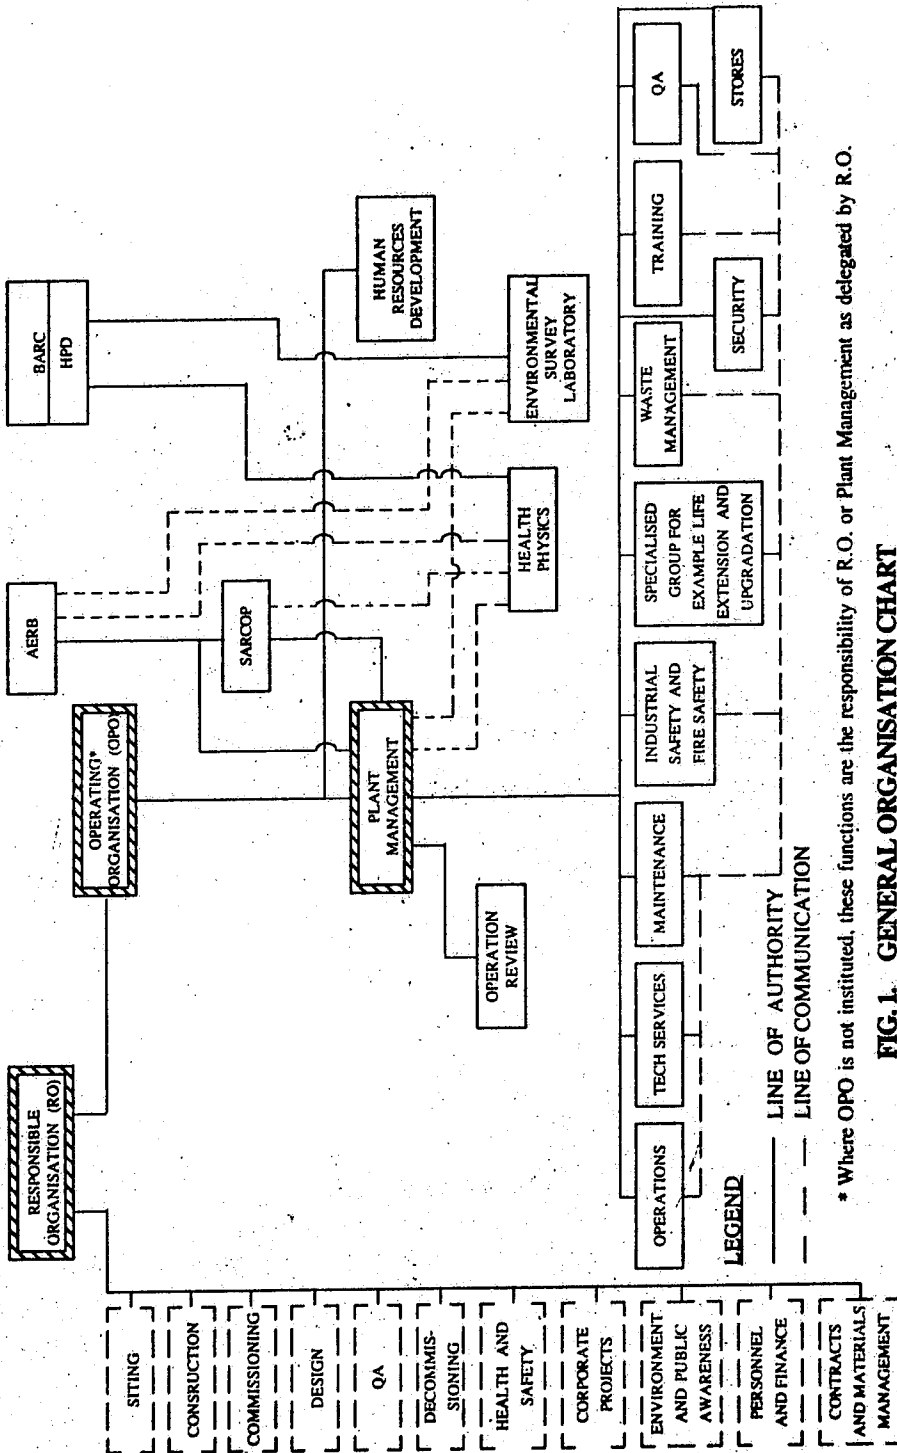 RESPONSIBLE
ORGANISATION (RO)
OPERATING*
ORGANISATION (OPO)
AERB
BARC
HPD
SARCOP
HUMAN
RESOURCES
DEVELOPMENT
PLANT
MANAGEMENT
OPERATION
REVIEW
HEALTH
PHYSICS
ENVIRONMENTAL
SURVEY
LABORATORY
SITING
CONSRUCTION
COMMISSIONING
DESIGN
QA
DECOMMIS-
SIONING
HEALTH AND
SAFETY
CORPORATE
PROJECTS
ENVIRONMENT
AND PUBLIC
AWARENESS
PERSONNEL
AND FINANCE
CONTRACTS
AND MATERIALS
MANAGEMENT
OPERATIONS
TECH SERVICES
MAINTENANCE
INDUSTRIAL
SAFETY AND
FIRE SAFETY
SPECIALISED
GROUP FOR
EXAMPLE LIFE
EXTENSION AND
UPGRADATION
WASTE
MANAGEMENT
TRAINING
QA
SECURITY
STORES
LEGEND
LINE OF AUTHORITY
LINE OF COMMUNICATION
* Where OPO is not instituted, these functions are the responsibility of R.O. or Plant Management as delegated by R.O.
FIG. 1. GENERAL ORGANISATION CHART